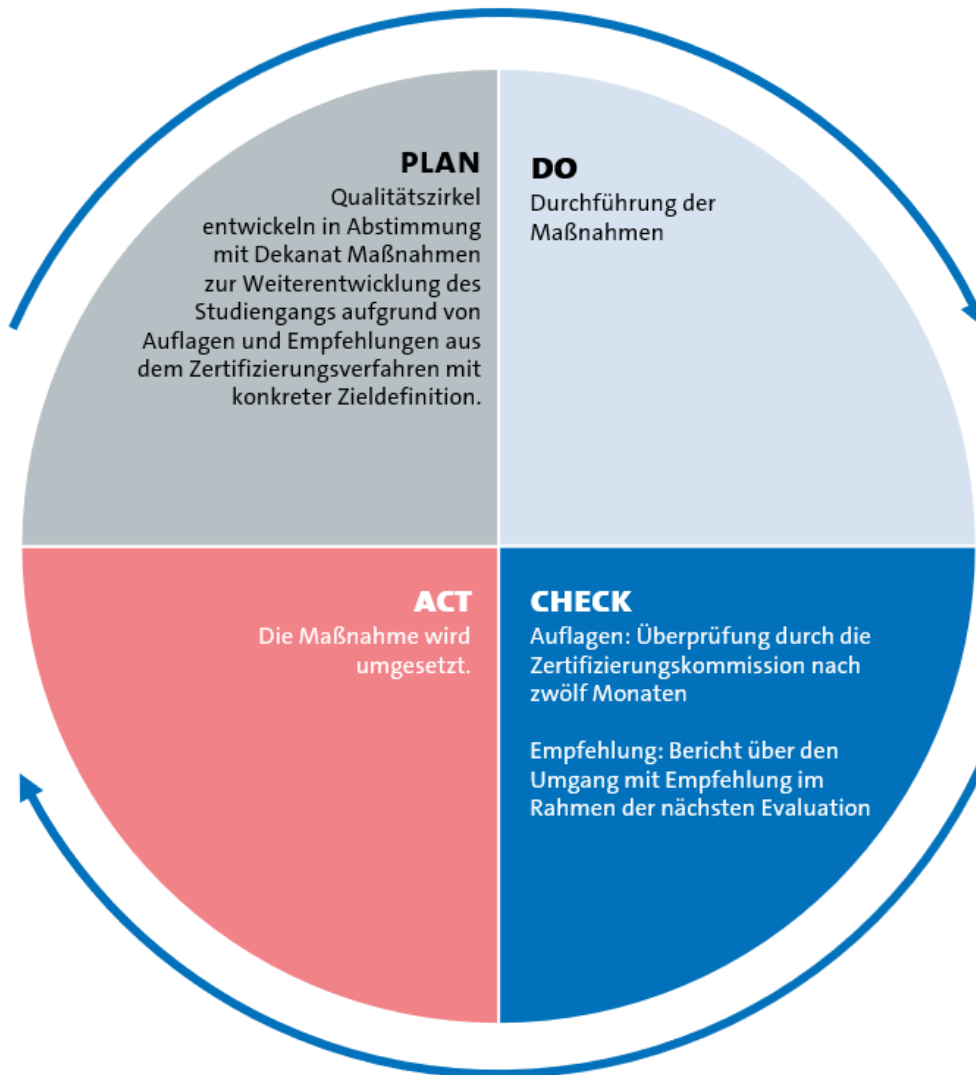 PLAN
Qualitätszirkel
entwickeln in Abstimmung
mit Dekanat Maßnahmen
zur Weiterentwicklung des
Studiengangs aufgrund von
Auflagen und Empfehlungen aus
dem Zertifizierungsverfahren mit
konkreter Zieldefinition.
DO
Durchführung der
Maßnahmen
ACT
Die Maßnahme wird
umgesetzt.
CHECK
Auflagen: Überprüfung durch die
Zertifizierungskommission nach
zwölf Monaten
Empfehlung: Bericht über den
Umgang mit Empfehlung im
Rahmen der nächsten Evaluation